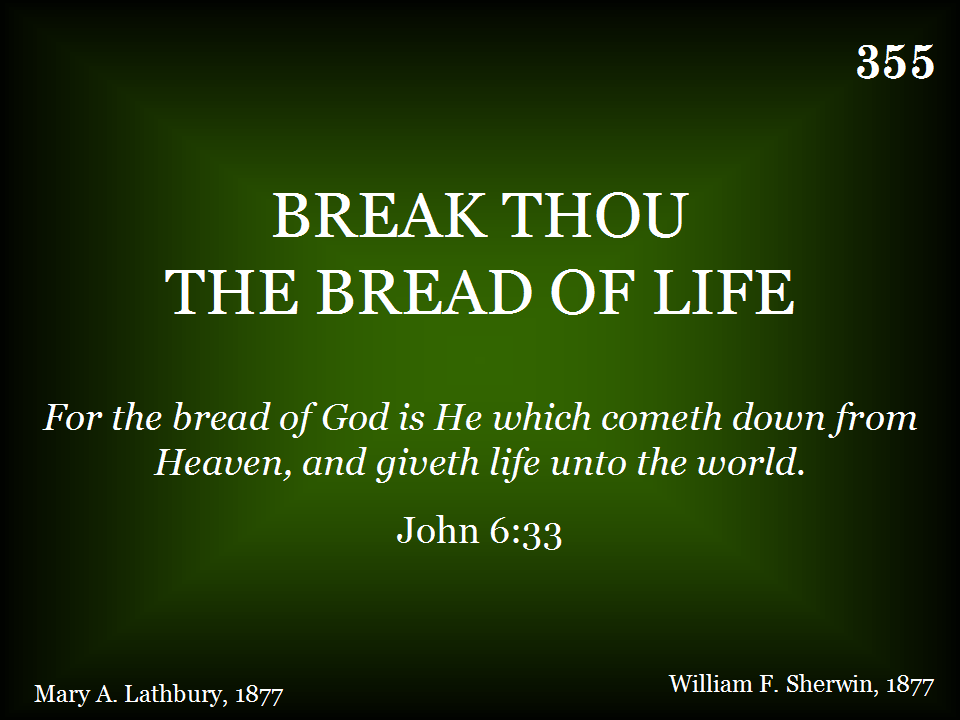 355
BREAK THOU
THE BREAD OF LIFE
For the bread of God is He which cometh down from
Heaven, and giveth life unto the world.
John 6:33
Mary A. Lathbury, 1877
William F. Sherwin, 1877